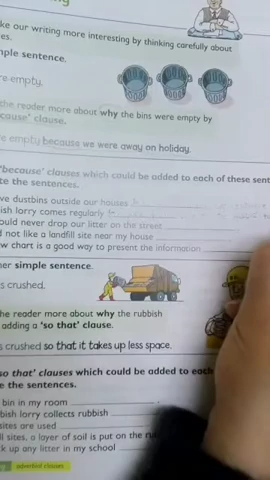 ke our writing more interesting by thinking carefully about
es.
ple sentence.
re empty.
the reader more about why the bins were empty by
cause' clause.
e empty because we were away on holiday.
'because' clauses which could be added to each of these sent
te the sentences.
ve dustbins outside our houses
ish lorry comes regularly
ould never drop our litter on the street
d not like a landfill site near my house
w chart is a good way to present the information
her simple sentence.
s crushed.
he reader more about why the rubbish
adding a 'so that' clause.
s crushed so that it takes up less space.
so that' clauses which could be added to each
e the sentences.
bin in my room
bish lorry collects rubbish
sites are used
ll sites, a layer of soil is put on the
ck up any litter in my school
adverbial clauses